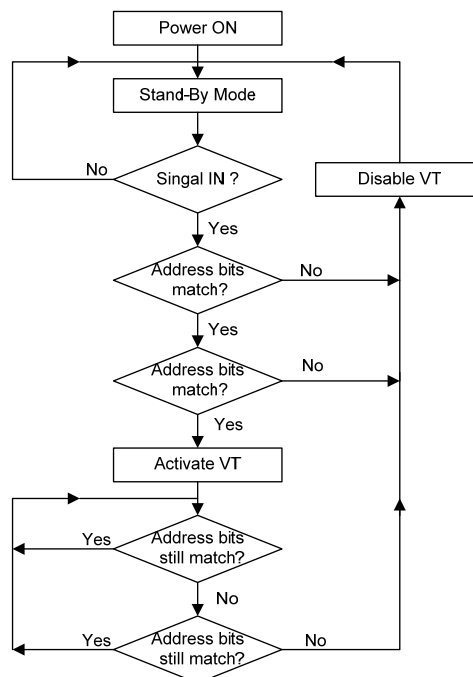 Power ON
Stand-By Mode
No
Singal IN ?
Disable VT
Yes
Address bits
match?
No
Yes
Address bits
match?
No
Yes
Activate VT
Yes
Address bits
still match?
No
Yes
Address bits
still match?
No